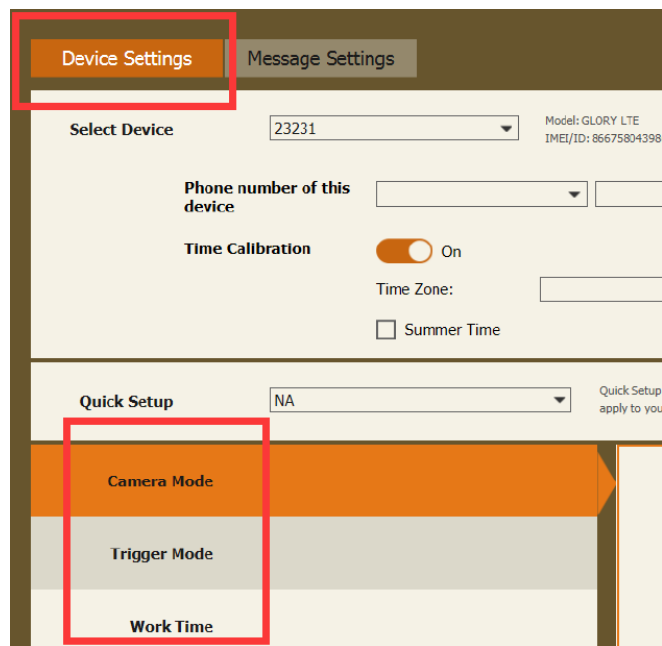 Device Settings
Message Settings
Select Device
23231
Model: GLORY LTE
IMEI/ID: 86675804398
Phone number of this
device
Time Calibration
On
Time Zone:
Summer Time
Quick Setup
NA
Quick Setup
apply to you
Camera Mode
Trigger Mode
Work Time